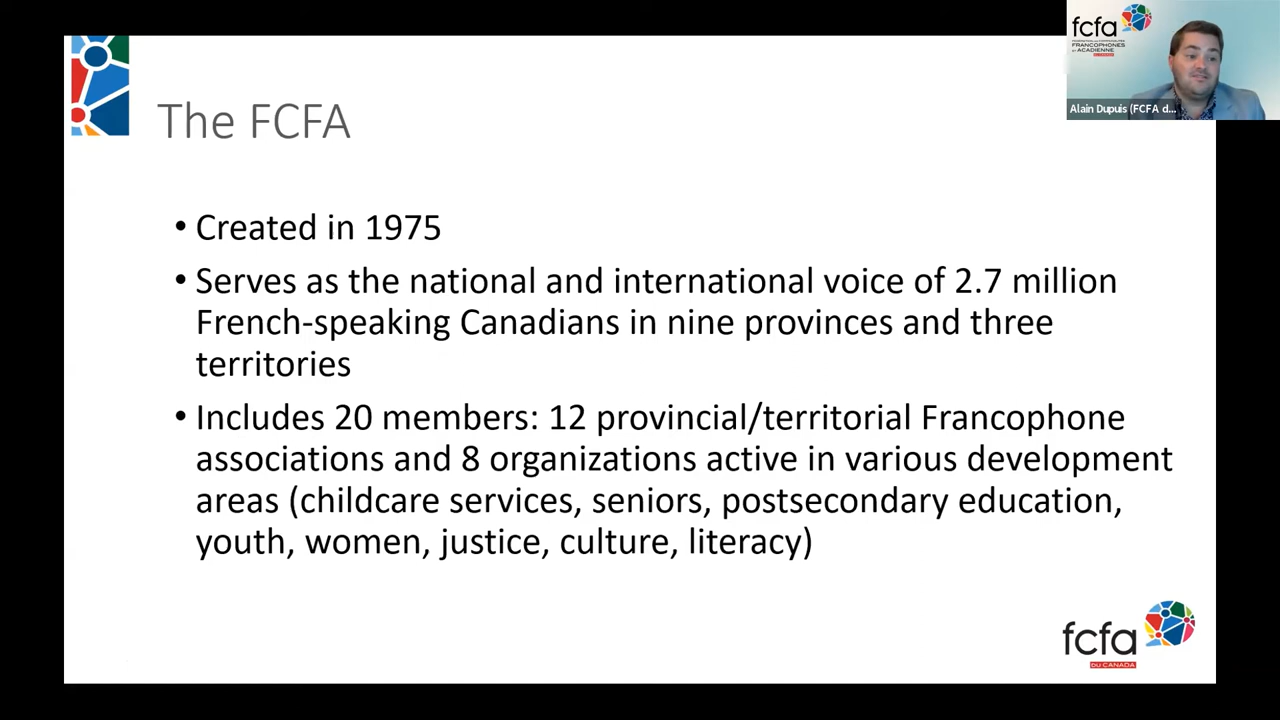 fcfa
FÉDÉRATION DES COMMUNAUTÉS
FRANCOPHONES
ET ACADIENNE
DU CANADA
Alain Dupuis (FCFA d...
The FCFA
• Created in 1975
• Serves as the national and international voice of 2.7 million
French-speaking Canadians in nine provinces and three
territories
• Includes 20 members: 12 provincial/territorial Francophone
associations and 8 organizations active in various development
areas (childcare services, seniors, postsecondary education,
youth, women, justice, culture, literacy)
fcfa
DU CANADA